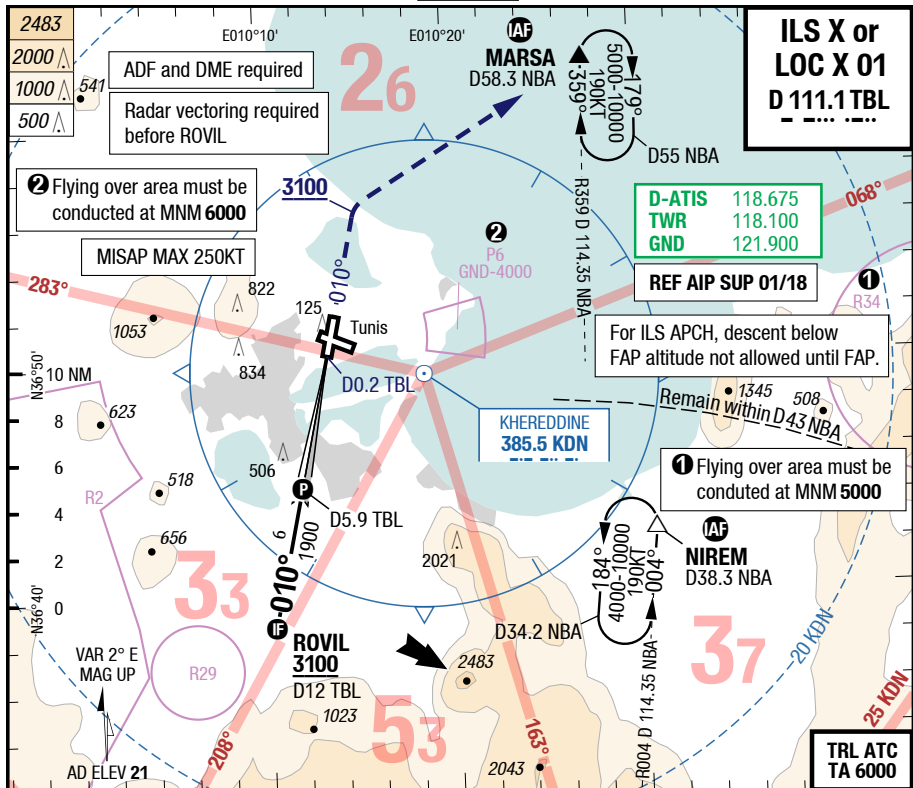 2483
2000
1000
500
541
ADF and DME required
Radar vectoring required
before ROVIL
2 Flying over area must be
conducted at MNM 6000
MISAP MAX 250KT
E010°10'
E010°20'
26
IAF
MARSA
D58.3 NBA
359°
5000-10000
190KT
179°
D55 NBA
R359 D 114.35 NBA
ILS X or
LOC X 01
D 111.1 TBL
D-ATIS 118.675
TWR 118.100
GND 121.900
068°
REF AIP SUP 01/18
1
R34
For ILS APCH, descent below
FAP altitude not allowed until FAP.
3100
010°
2
P6
GND-4000
283°
822
1053
834
125
Tunis
D0.2 TBL
N36°50'
10 NM
8
6
4
2
0
N36°40'
623
518
656
R2
506
P
D5.9 TBL
6
1900
010°
IF
ROVIL
3100
D12 TBL
KHEREDDINE
385.5 KDN
1345
508
Remain within D43 NBA
1 Flying over area must be
conduted at MNM 5000
IAF
NIREM
D38.3 NBA
184°
4000-10000
190KT
004°
D34.2 NBA
R004 D 114.35 NBA
2021
33
R29
VAR 2° E
MAG UP
AD ELEV 21
208°
1023
53
2483
163°
2043
37
20 KDN
25 KDN
TRL ATC
TA 6000